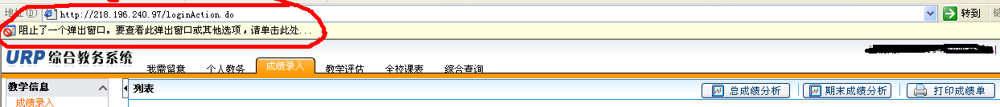 地址(D) http://218.196.240.97/loginAction.do 转到
阻止了一个弹出窗口。要查看此弹出窗口或其他选项，请单击此处...
URP 综合教务系统
我需留意 个人教务 成绩录入 教学评估 全校课表 综合查询
教学信息 列表 总成绩分析 期末成绩分析 打印成绩单
成绩录入